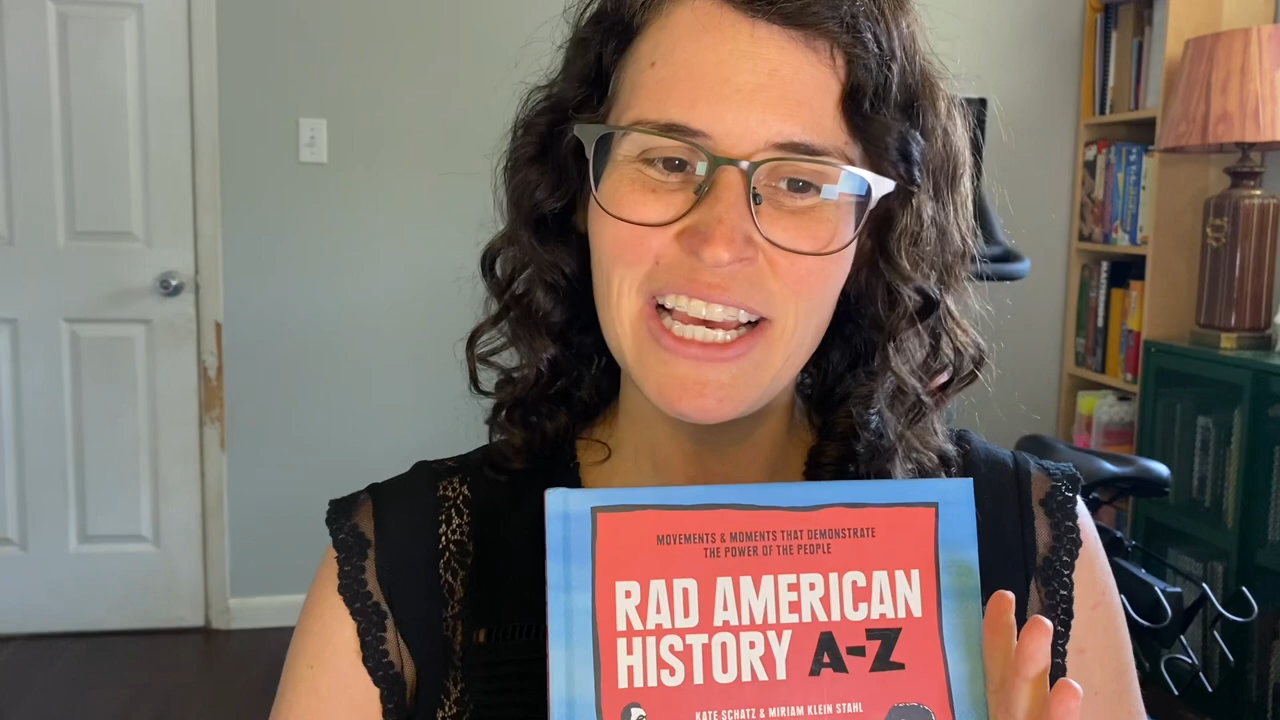 MOVEMENTS & MOMENTS THAT DEMONSTRATE
THE POWER OF THE PEOPLE
RAD AMERICAN
HISTORY A-Z
KATE SCHATZ & MIRIAM KLEIN STAHL